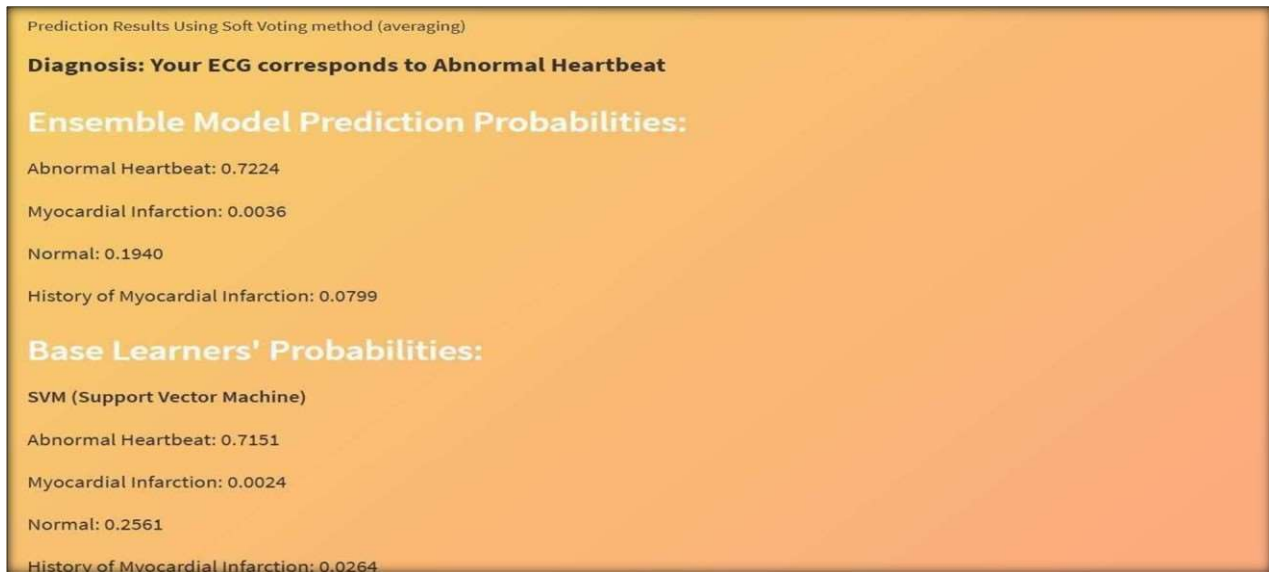 Prediction Results Using Soft Voting method (averaging)
Diagnosis: Your ECG corresponds to Abnormal Heartbeat
Ensemble Model Prediction Probabilities:
Abnormal Heartbeat: 0.7224
Myocardial Infarction: 0.0036
Normal: 0.1940
History of Myocardial Infarction: 0.0799
Base Learners' Probabilities:
SVM (Support Vector Machine)
Abnormal Heartbeat: 0.7151
Myocardial Infarction: 0.0024
Normal: 0.2561
History of Myocardial Infarction: 0.0264